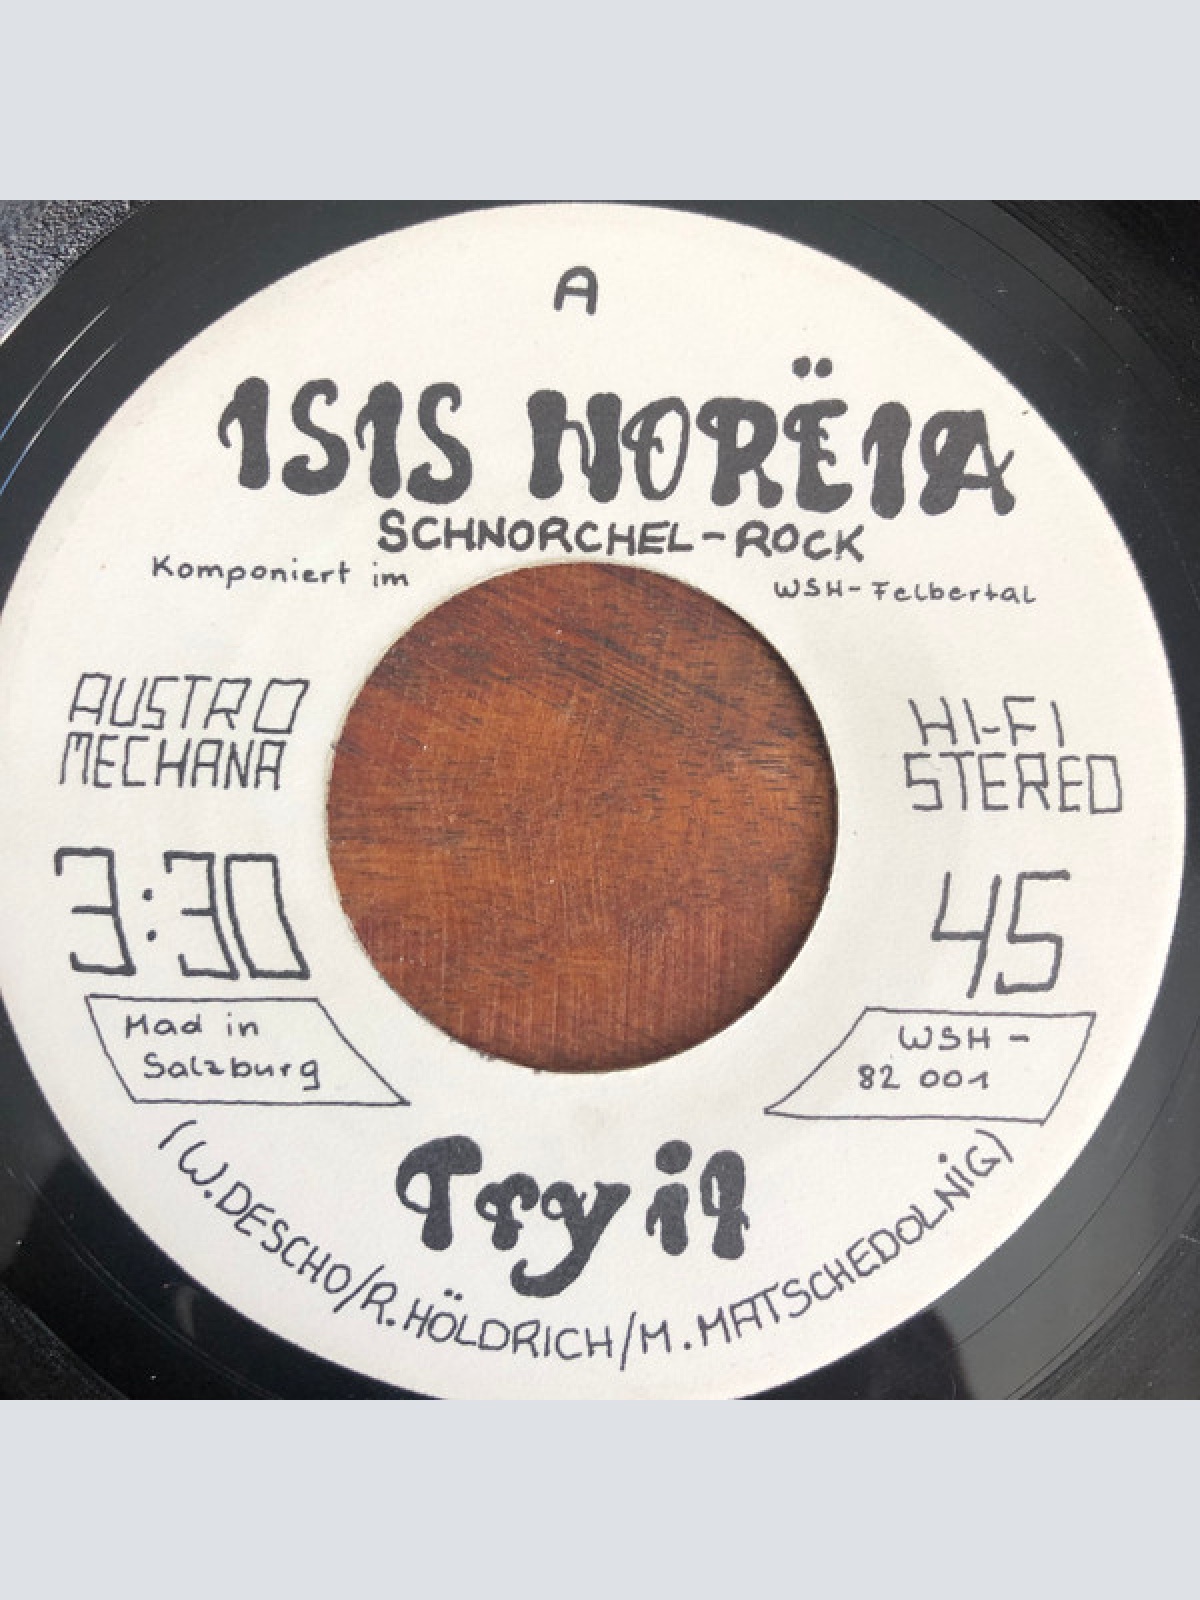 A
ISIS NORËIA
SCHNORCHEL-ROCK
Komponiert im WSH-Felbertal
AUSTRO
MECHANA
HI-FI
STEREO
3:30
45
Mad in
Salzburg
WSH -
82 001
Try it
(W.DESCHO/R.HÖLDRICH/M.MATSCHEDOLNiG)